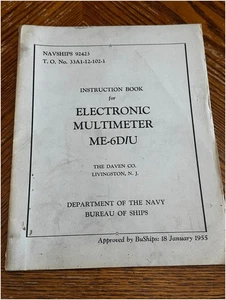 NAVSHIPS 92423
T. O. No. 33A1-12-102-1
INSTRUCTION BOOK
for
ELECTRONIC
MULTIMETER
ME-6D/U
THE DAVEN CO.
LIVINGSTON, N. J.
DEPARTMENT OF THE NAVY
BUREAU OF SHIPS
Approved by BuShips: 18 January 1955